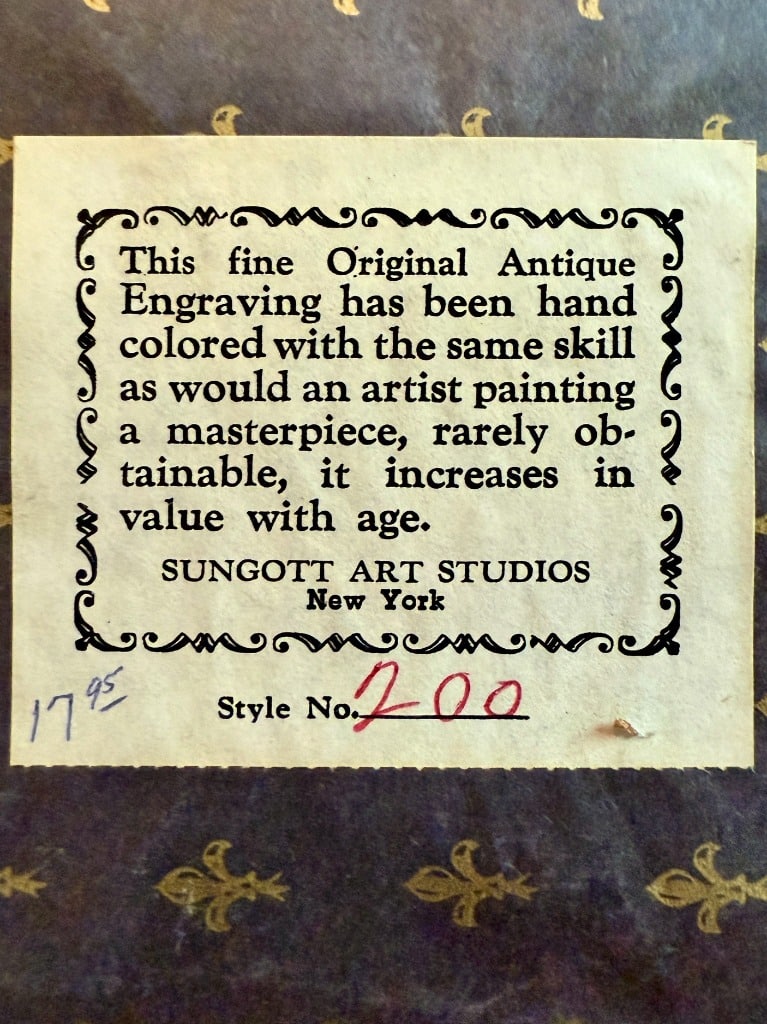 This fine Original Antique
Engraving has been hand
colored with the same skill
as would an artist painting
a masterpiece, rarely ob-
tainable, it increases in
value with age.
SUNGOTT ART STUDIOS
New York
Style No. 200
17 95